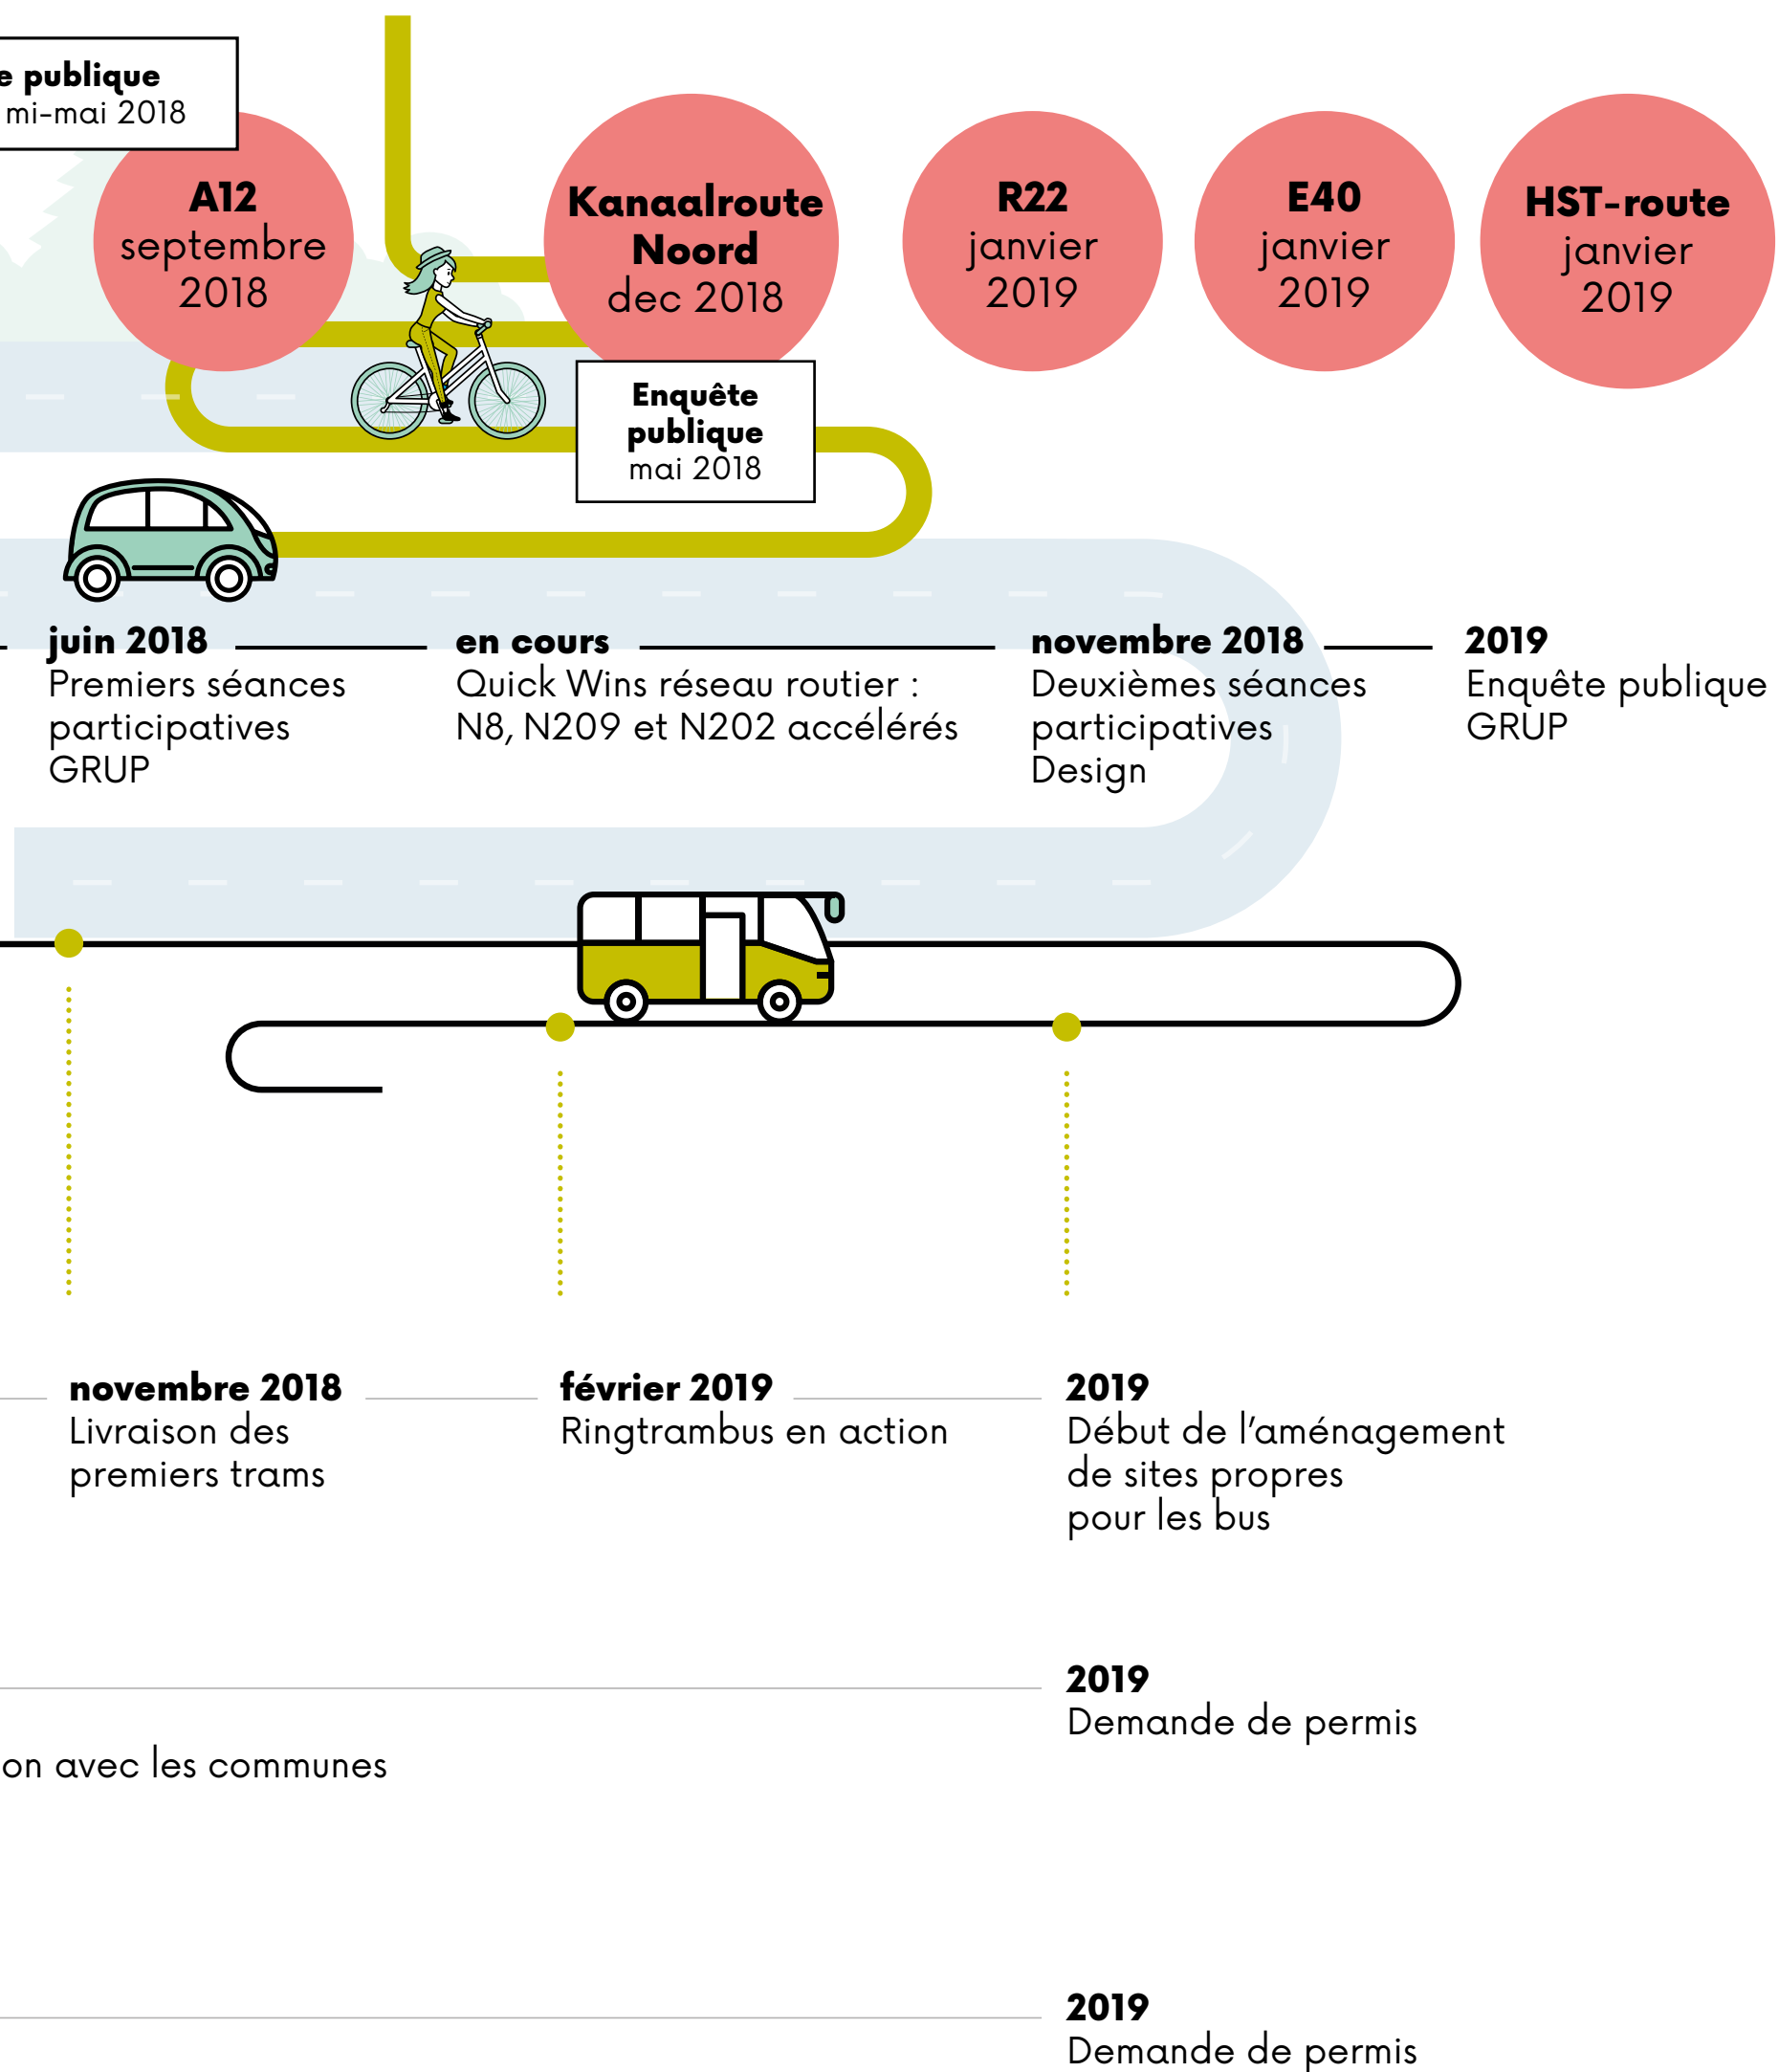 publique
mi-mai 2018
A12
septembre
2018
Kanaalroute
Noord
dec 2018
R22
janvier
2019
E40
janvier
2019
HST-route
janvier
2019
Enquête
publique
mai 2018
juin 2018
Premiers séances
participatives
GRUP
en cours
Quick Wins réseau routier :
N8, N209 et N202 accélérés
novembre 2018
Deuxièmes séances
participatives
Design
2019
Enquête publique
GRUP
novembre 2018
Livraison des
premiers trams
février 2019
Ringtrambus en action
2019
Début de l'aménagement
de sites propres
pour les bus
2019
Demande de permis
on avec les communes
2019
Demande de permis